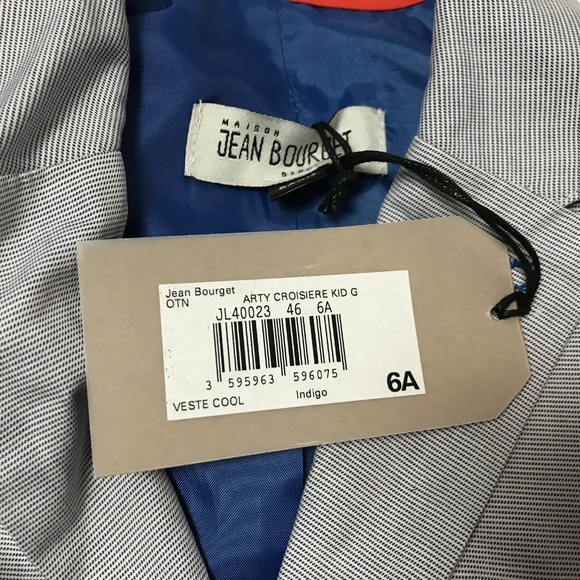 MAISON
JEAN BOURGET
Jean Bourget
OTN
ARTY CROISIERE KID G
JL40023 46 6A
3 595963 596075
6A
VESTE COOL
Indigo